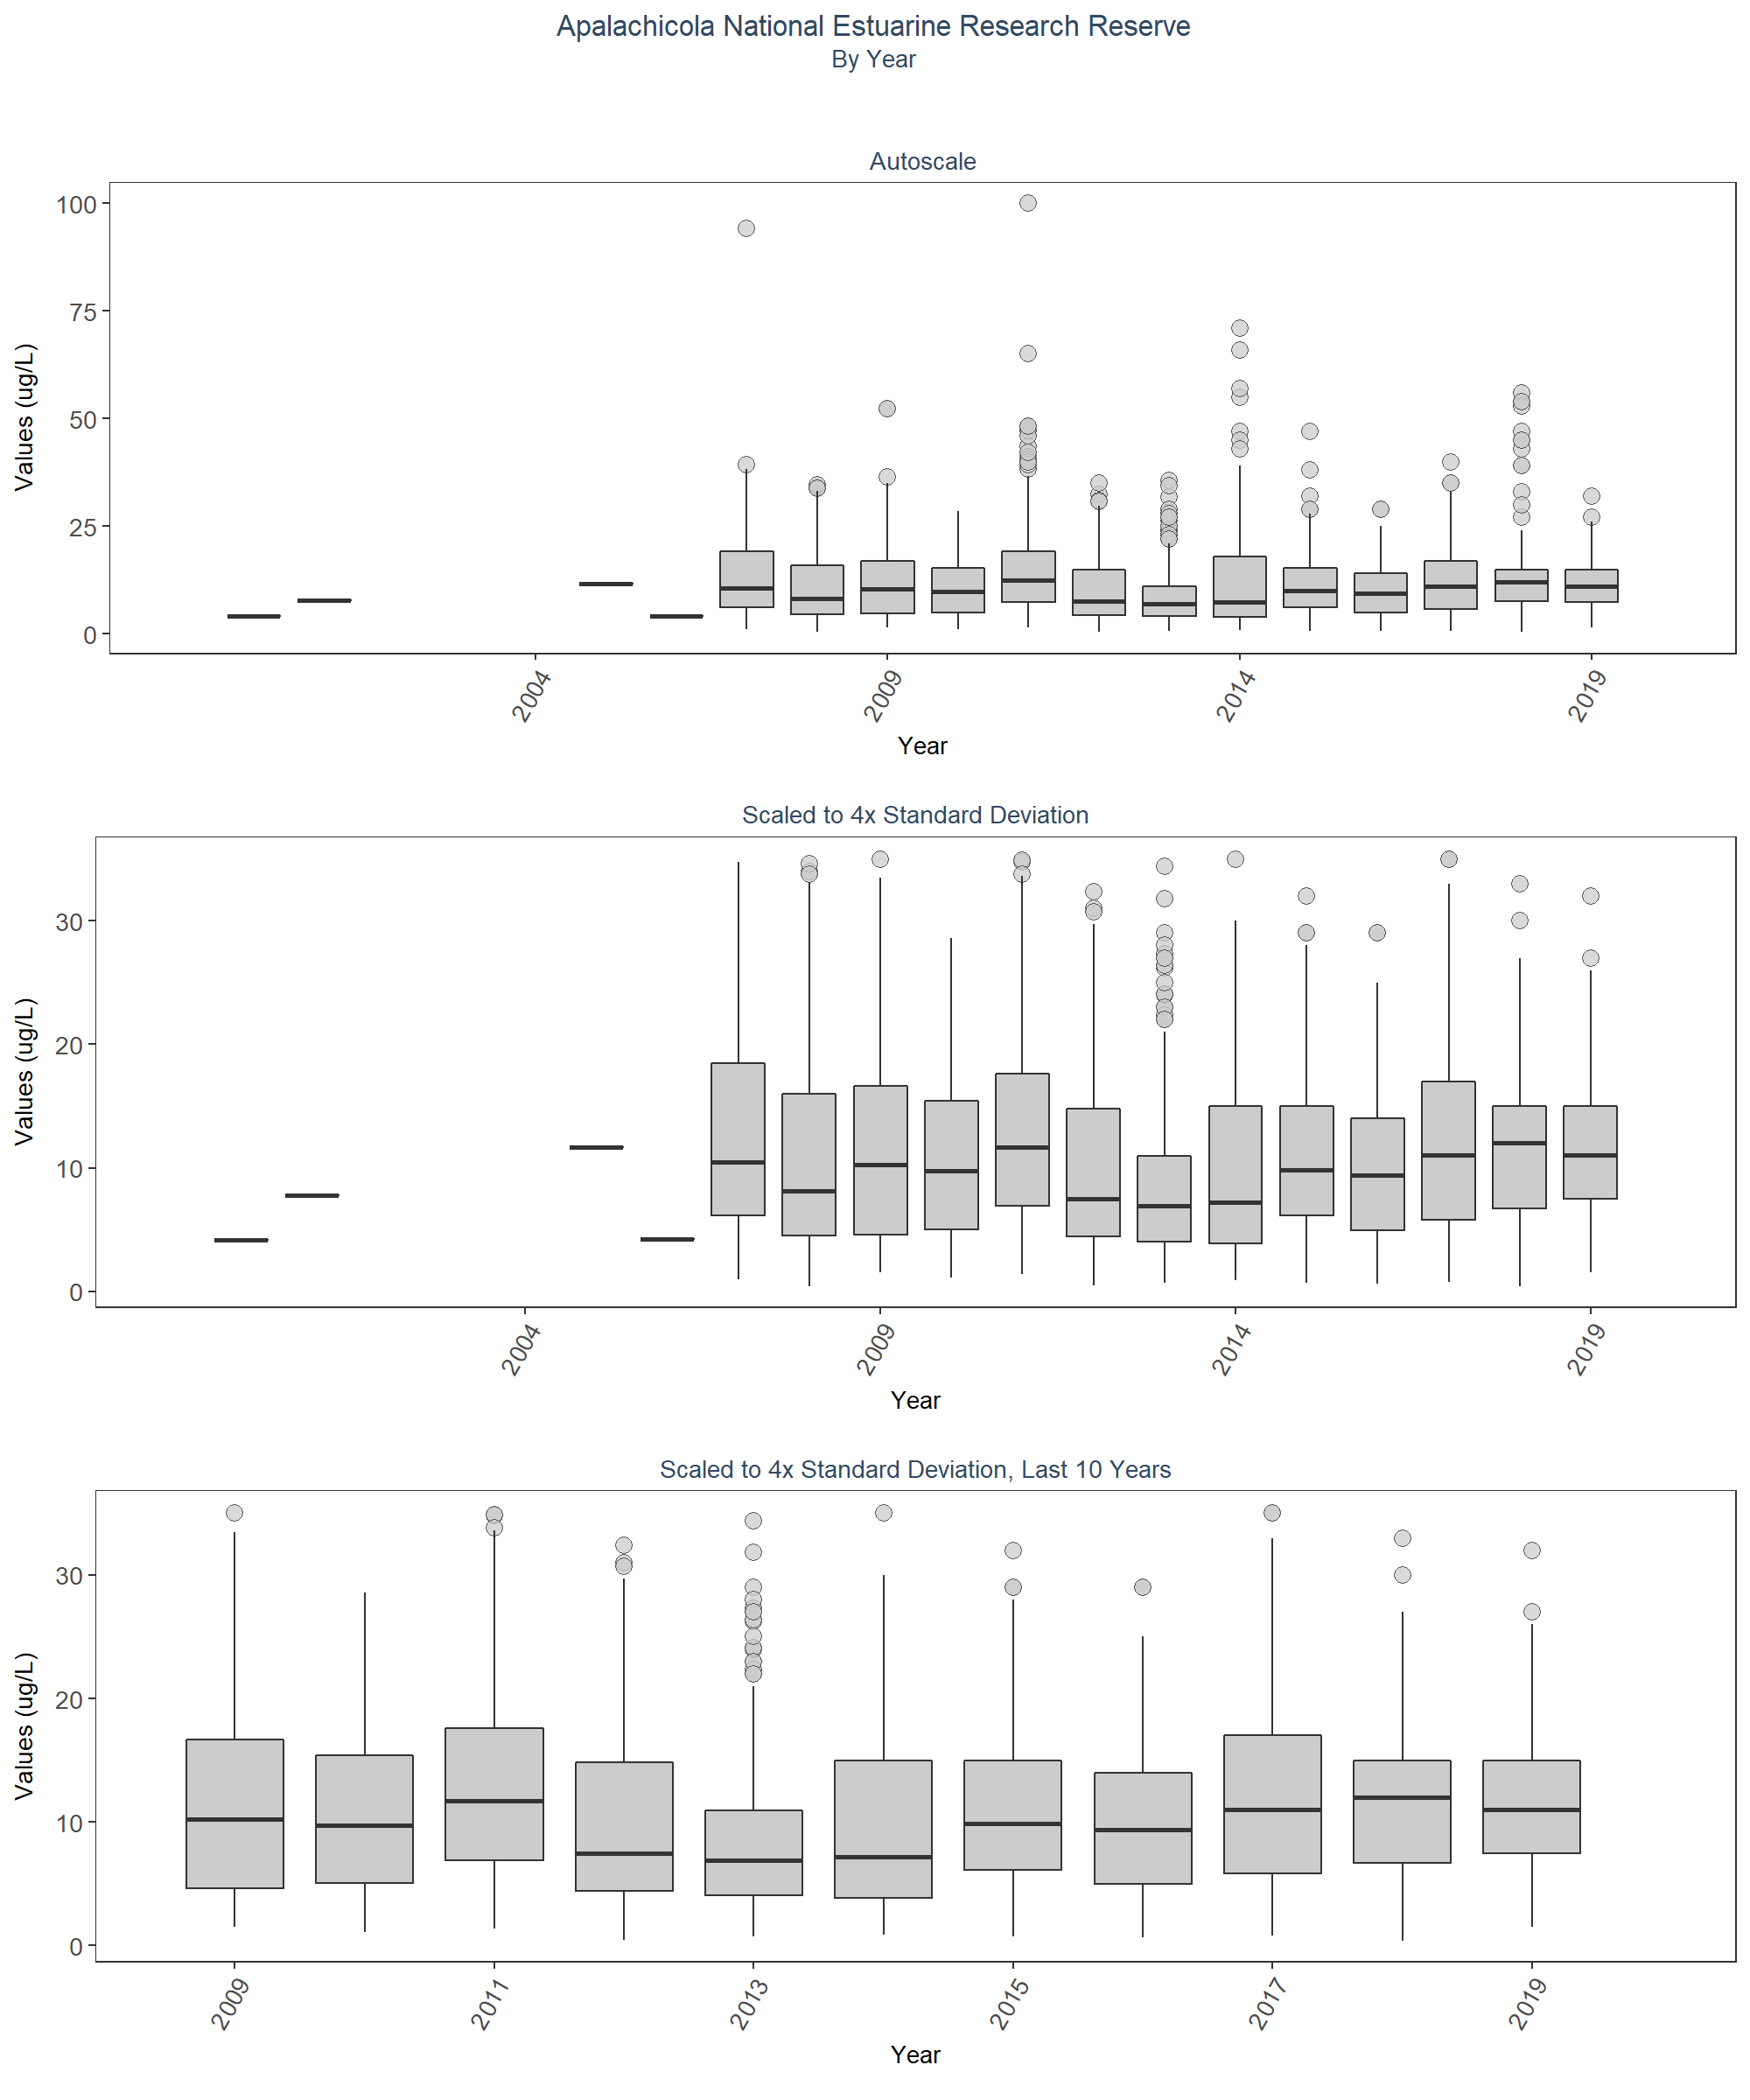 Apalachicola National Estuarine Research Reserve
By Year
Autoscale
Values (ug/L)
100
75
50
25
0
2004
2009
2014
2019
Year
Scaled to 4x Standard Deviation
Values (ug/L)
30
20
10
0
2004
2009
2014
2019
Year
Scaled to 4x Standard Deviation, Last 10 Years
Values (ug/L)
30
20
10
0
2009
2011
2013
2015
2017
2019
Year